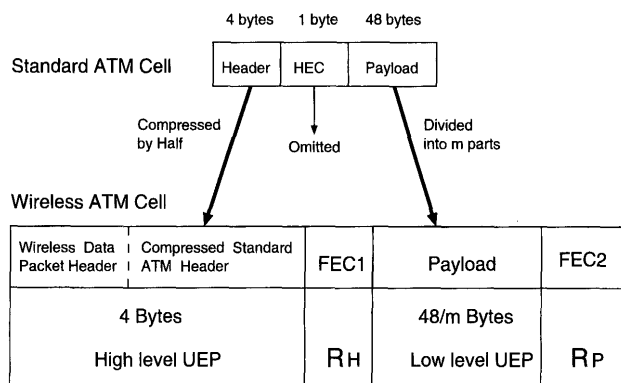 4 bytes 1 byte 48 bytes
Standard ATM Cell
Header HEC Payload
Compressed
by Half
Omitted
Divided
into m parts
Wireless ATM Cell
Wireless Data
Packet Header
Compressed Standard
ATM Header
FEC1
Payload
FEC2
4 Bytes
High level UEP
RH
48/m Bytes
Low level UEP
RP